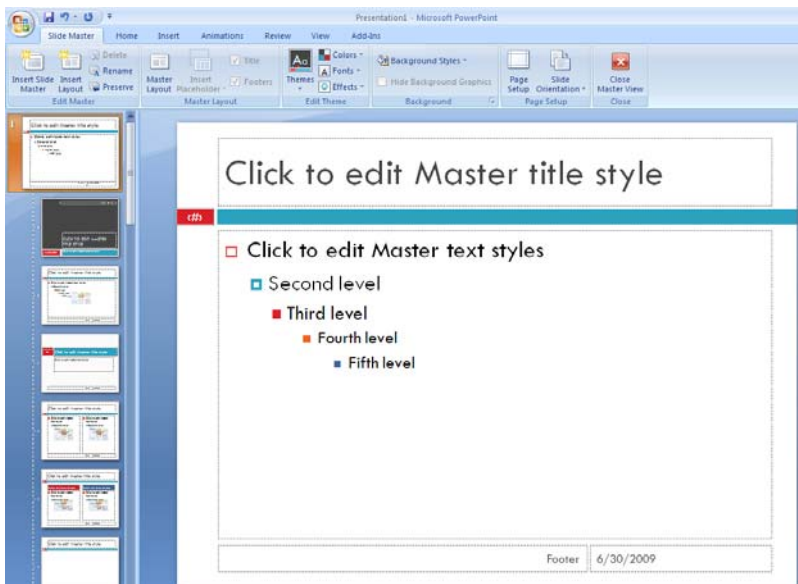 Presentation1 - Microsoft PowerPoint
Slide Master Home Insert Animations Review View Add-Ins
Insert Slide Master
Insert Layout
Delete
Rename
Preserve
Edit Master
Master Layout
Insert Placeholder
Title
Footers
Master Layout
Themes
Colors
Fonts
Effects
Edit Theme
Background Styles
Hide Background Graphics
Background
Page Setup
Slide Orientation
Page Setup
Close Master View
Close
Click to edit Master title style
‹#›
Click to edit Master text styles
Second level
Third level
Fourth level
Fifth level
Footer 6/30/2009